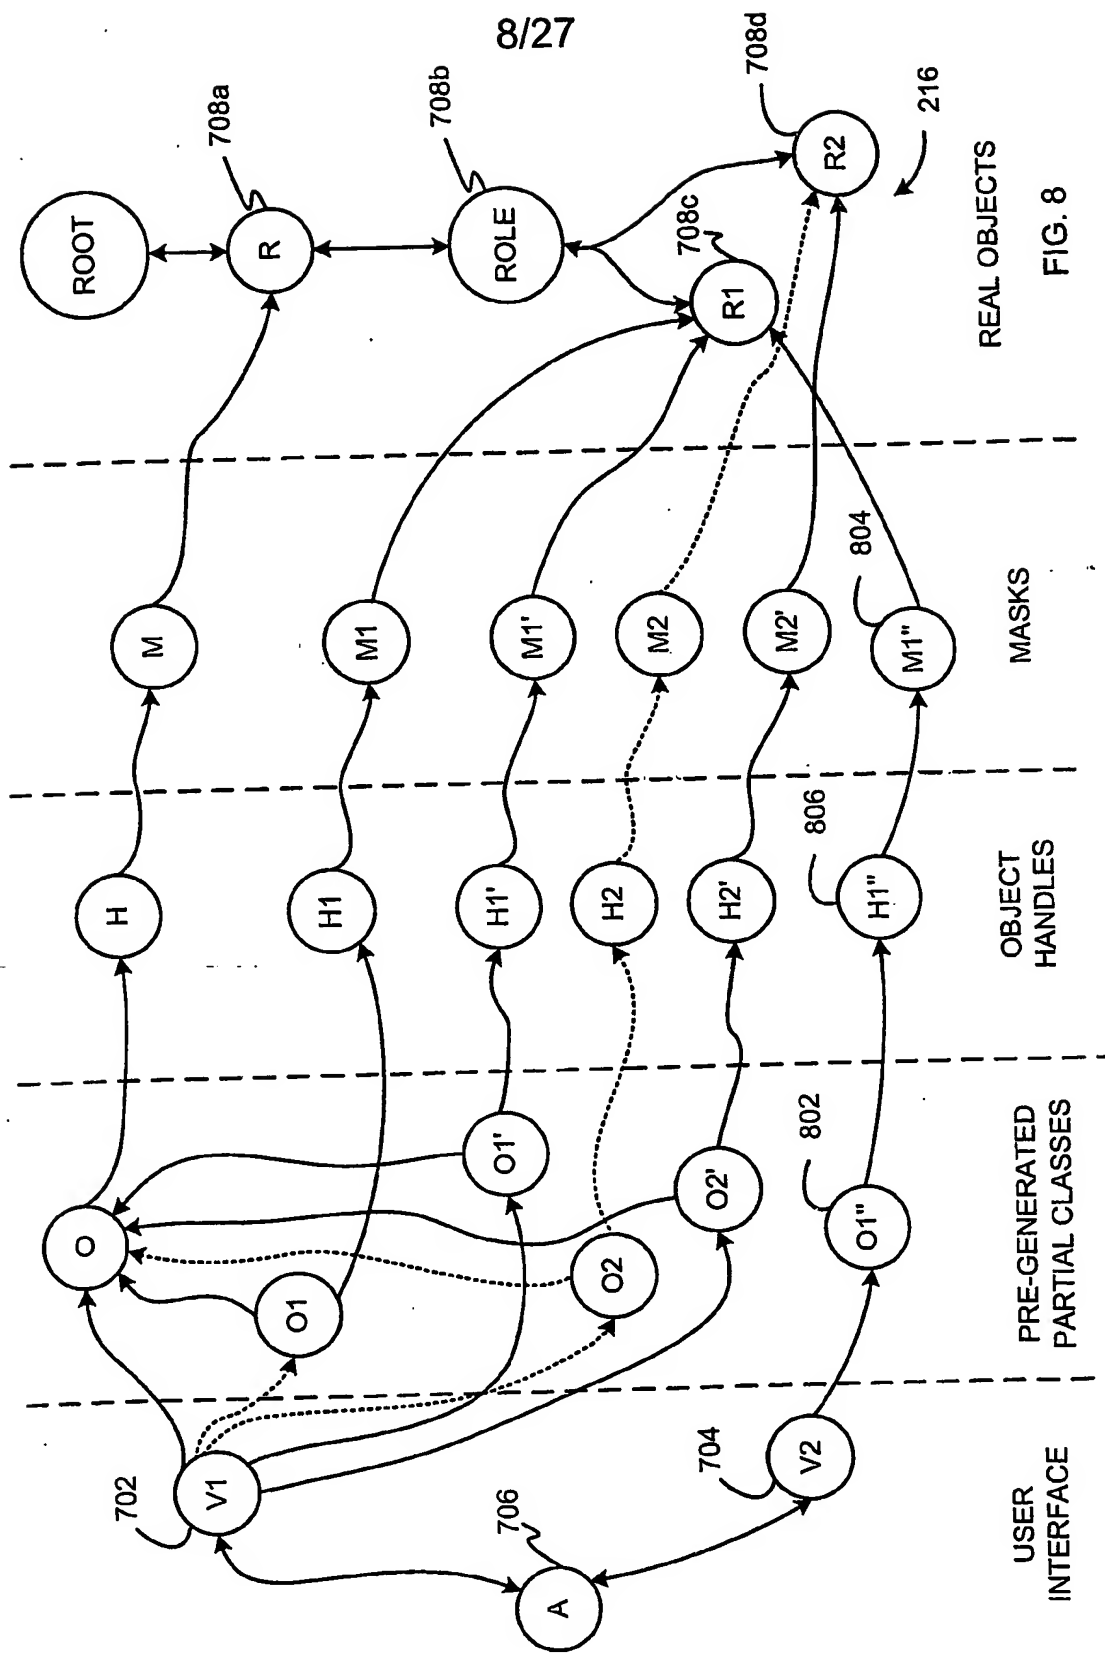 8/27
ROOT
708a
R
708b
ROLE
708c
R1
708d
R2
216
REAL OBJECTS
FIG. 8
M
M1
M1'
M2
M2'
804
M1"
MASKS
H
H1
H1'
H2
H2'
806
H1"
OBJECT
HANDLES
O
O1
O1'
O2
O2'
802
O1"
PRE-GENERATED
PARTIAL CLASSES
702
V1
706
A
704
V2
USER
INTERFACE